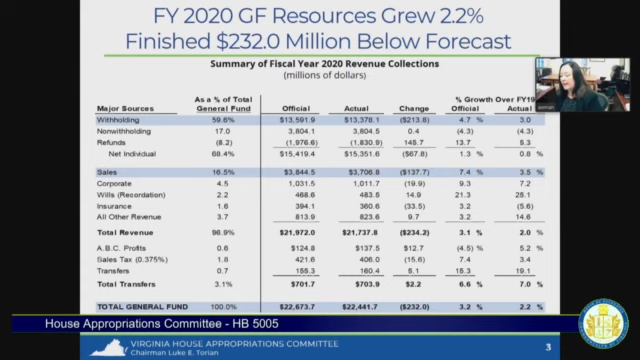 FY 2020 GF Resources Grew 2.2%
Finished $232.0 Million Below Forecast
Summary of Fiscal Year 2020 Revenue Collections
(millions of dollars)
As a % of Total % Growth Over FY19
Major Sources General Fund Official Actual Change Official Actual
Withholding 59.6% $13,591.9 $13,378.1 ($213.8) 4.7 % 3.0
Nonwithholding 17.0 3,804.1 3,804.5 0.4 (4.3) (4.3)
Refunds (8.2) (1,976.6) (1,830.9) 145.7 13.7 5.3
Net Individual 68.4% $15,419.4 $15,351.6 ($67.8) 1.3 % 0.8 %
Sales 16.5% $3,844.5 $3,706.8 ($137.7) 7.4 % 3.5 %
Corporate 4.5 1,031.5 1,011.7 (19.9) 9.3 7.2
Wills (Recordation) 2.2 468.6 483.5 14.9 21.3 25.1
Insurance 1.6 394.1 360.6 (33.5) 3.2 (5.6)
All Other Revenue 3.7 813.9 823.6 9.7 3.2 14.6
Total Revenue 96.9% $21,972.0 $21,737.8 ($234.2) 3.1 % 2.0 %
A.B.C. Profits 0.6 $124.8 $137.5 $12.7 (4.5) % 5.2 %
Sales Tax (0.375%) 1.8 421.6 406.0 (15.6) 7.4 3.4
Transfers 0.7 155.3 160.4 5.1 15.3 19.1
Total Transfers 3.1% $701.7 $703.9 $2.2 6.6 % 7.0 %
TOTAL GENERAL FUND 100.0% $22,673.7 $22,441.7 ($232.0) 3.2 % 2.2 %
House Appropriations Committee - HB 5005
VIRGINIA HOUSE APPROPRIATIONS COMMITTEE
Chairman Luke E. Torian
3